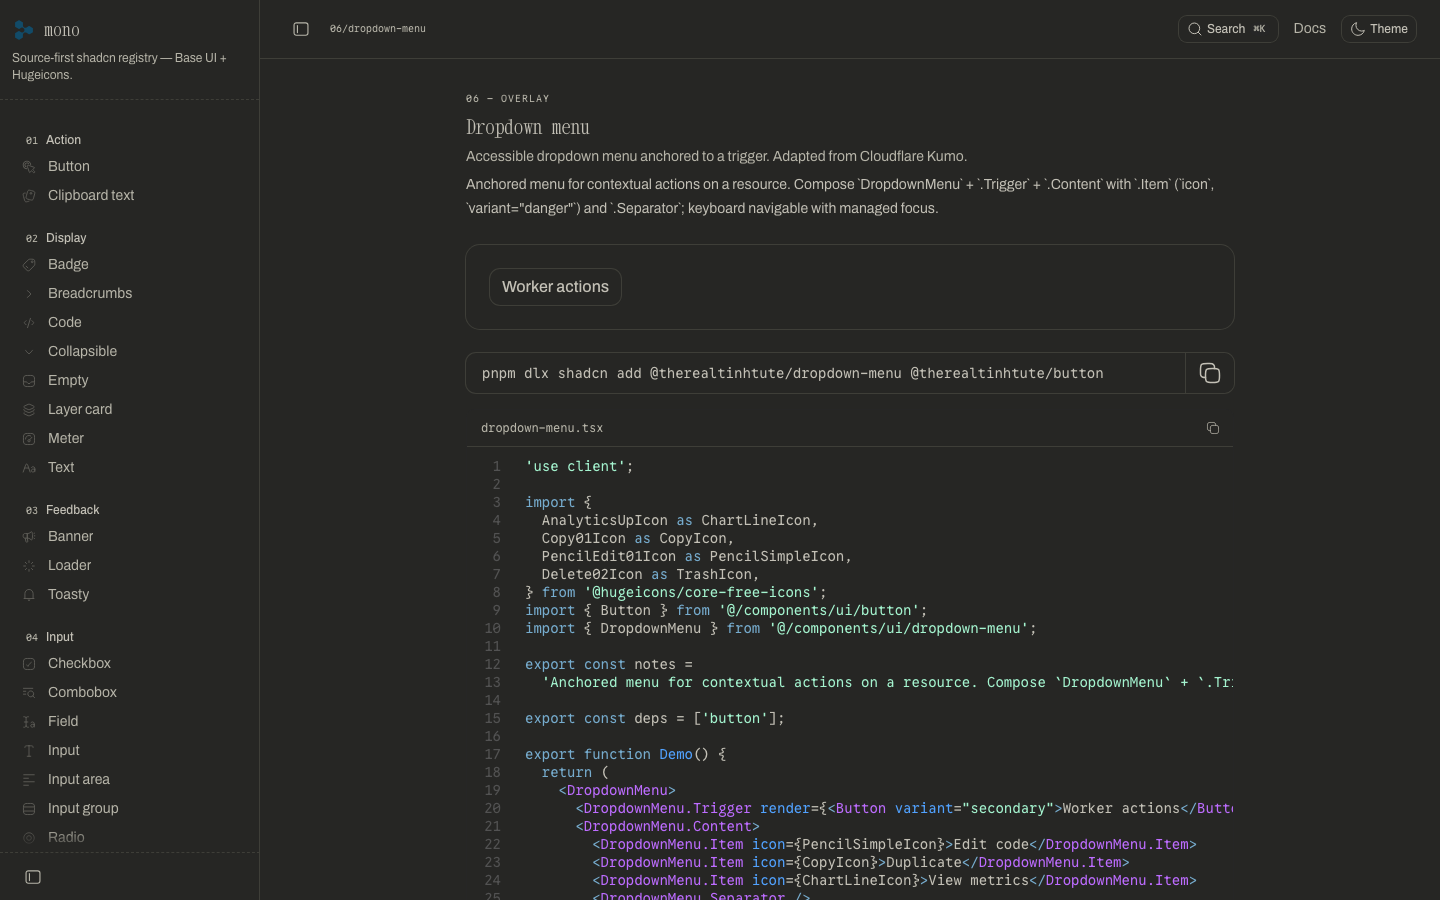 mono
Source-first shadcn registry — Base UI +
Hugeicons.
01 Action
Button
Clipboard text
02 Display
Badge
Breadcrumbs
Code
Collapsible
Empty
Layer card
Meter
Text
03 Feedback
Banner
Loader
Toasty
04 Input
Checkbox
Combobox
Field
Input
Input area
Input group
Radio
06/dropdown-menu
Search ⌘K
Docs
Theme
06 — OVERLAY
Dropdown menu
Accessible dropdown menu anchored to a trigger. Adapted from Cloudflare Kumo.
Anchored menu for contextual actions on a resource. Compose `DropdownMenu` + `.Trigger` + `.Content` with `.Item` (`icon`,
`variant="danger"`) and `.Separator`; keyboard navigable with managed focus.
Worker actions
pnpm dlx shadcn add @therealtinhtute/dropdown-menu @therealtinhtute/button
dropdown-menu.tsx
1 'use client';
2
3 import {
4 AnalyticsUpIcon as ChartLineIcon,
5 Copy01Icon as CopyIcon,
6 PencilEdit01Icon as PencilSimpleIcon,
7 Delete02Icon as TrashIcon,
8 } from '@hugeicons/core-free-icons';
9 import { Button } from '@/components/ui/button';
10 import { DropdownMenu } from '@/components/ui/dropdown-menu';
11
12 export const notes =
13 'Anchored menu for contextual actions on a resource. Compose `DropdownMenu` + `.Tri
14
15 export const deps = ['button'];
16
17 export function Demo() {
18 return (
19 <DropdownMenu>
20 <DropdownMenu.Trigger render={<Button variant="secondary">Worker actions</Butto
21 <DropdownMenu.Content>
22 <DropdownMenu.Item icon={PencilSimpleIcon}>Edit code</DropdownMenu.Item>
23 <DropdownMenu.Item icon={CopyIcon}>Duplicate</DropdownMenu.Item>
24 <DropdownMenu.Item icon={ChartLineIcon}>View metrics</DropdownMenu.Item>
25 <DropdownMenu.Separator />